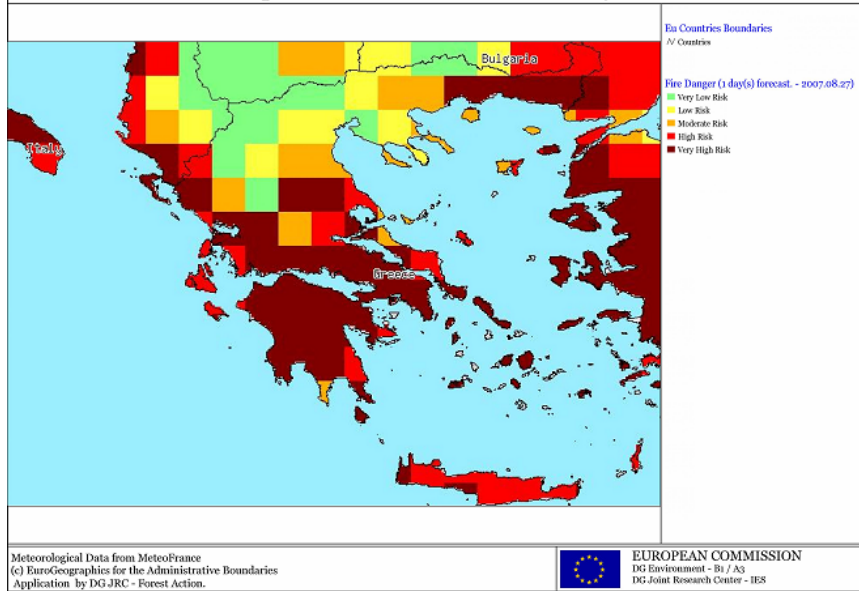 Bulgaria
Italy
Greece
Eu Countries Boundaries
Countries
Fire Danger (1 day(s) forecast. - 2007.08.27)
Very Low Risk
Low Risk
Moderate Risk
High Risk
Very High Risk
Meteorological Data from MeteoFrance
(c) EuroGeographics for the Administrative Boundaries
Application by DG JRC - Forest Action.
EUROPEAN COMMISSION
DG Environment - B1 / A3
DG Joint Research Center - IES